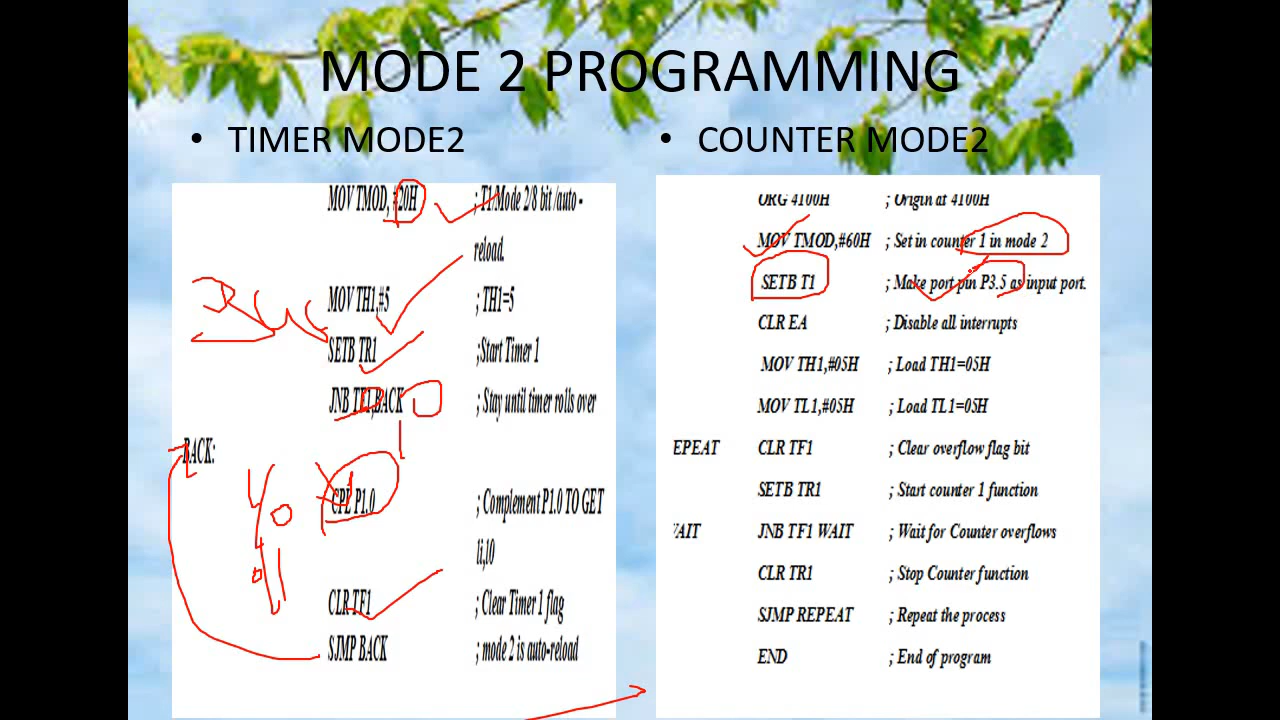 MODE 2 PROGRAMMING
• TIMER MODE2
MOV TMOD, #20H ; T1/Mode 2/8 bit /auto -
reload.
MOV TH1,#5 ; TH1=5
SETB TR1 ;Start Timer 1
JNB TF1,BACK ; Stay until timer rolls over
BACK:
CPL P1.0 ; Complement P1.0 TO GET
li,l0
CLR TF1 ; Clear Timer 1 flag
SJMP BACK ; mode 2 is auto-reload
• COUNTER MODE2
ORG 4100H ; Origin at 4100H
MOV TMOD,#60H ; Set in counter 1 in mode 2
SETB T1 ; Make port pin P3.5 as input port.
CLR EA ; Disable all interrupts
MOV TH1,#05H ; Load TH1=05H
MOV TL1,#05H ; Load TL1=05H
EPEAT CLR TF1 ; Clear overflow flag bit
SETB TR1 ; Start counter 1 function
AIT JNB TF1 WAIT ; Wait for Counter overflows
CLR TR1 ; Stop Counter function
SJMP REPEAT ; Repeat the process
END ; End of program